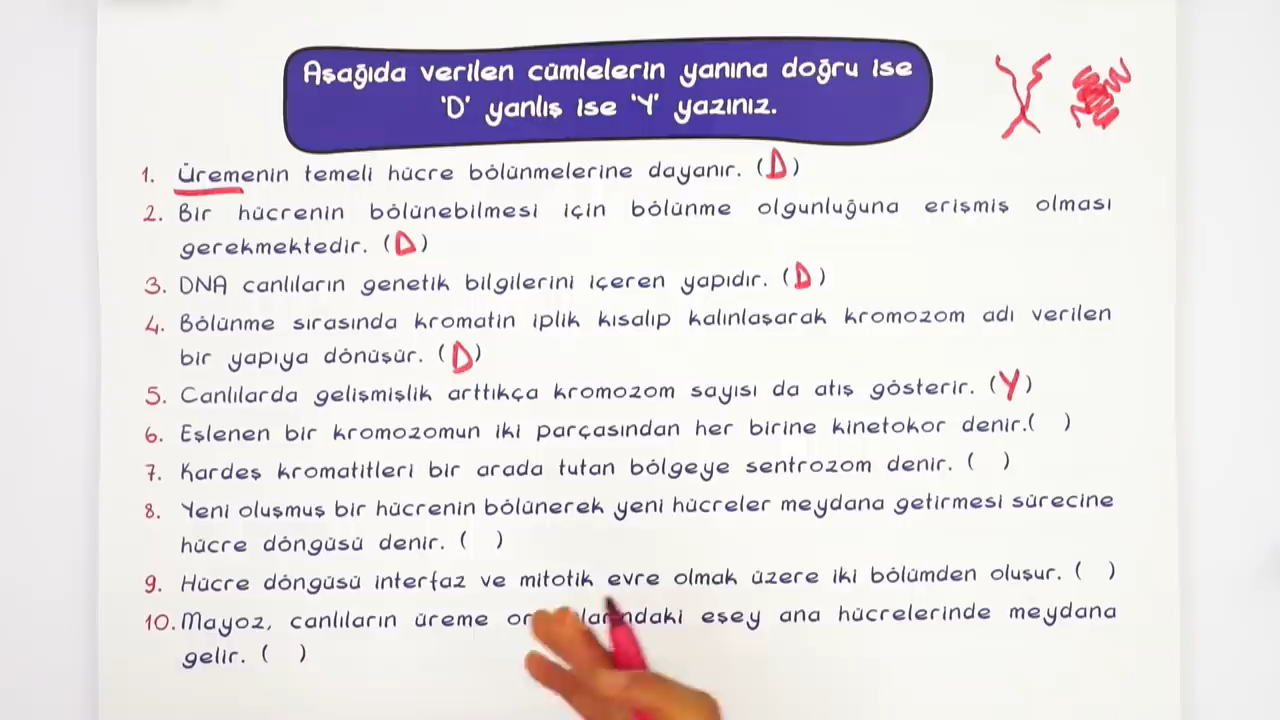 Aşağıda verilen cümlelerin yanına doğru ise
'D' yanlış ise 'Y' yazınız.
1. Üremenin temeli hücre bölünmelerine dayanır. (D)
2. Bir hücrenin bölünebilmesi için bölünme olgunluğuna erişmiş olması
gerekmektedir. (D)
3. DNA canlıların genetik bilgilerini içeren yapıdır. (D)
4. Bölünme sırasında kromatin iplik kısalıp kalınlaşarak kromozom adı verilen
bir yapıya dönüşür. (D)
5. Canlılarda gelişmişlik arttıkça kromozom sayısı da atış gösterir. (Y)
6. Eşlenen bir kromozomun iki parçasından her birine kinetokor denir.( )
7. Kardeş kromatitleri bir arada tutan bölgeye sentrozom denir. ( )
8. Yeni oluşmuş bir hücrenin bölünerek yeni hücreler meydana getirmesi sürecine
hücre döngüsü denir. ( )
9. Hücre döngüsü interfaz ve mitotik evre olmak üzere iki bölümden oluşur. ( )
10. Mayoz, canlıların üreme eşey ana hücrelerinde meydana
gelir. ( )